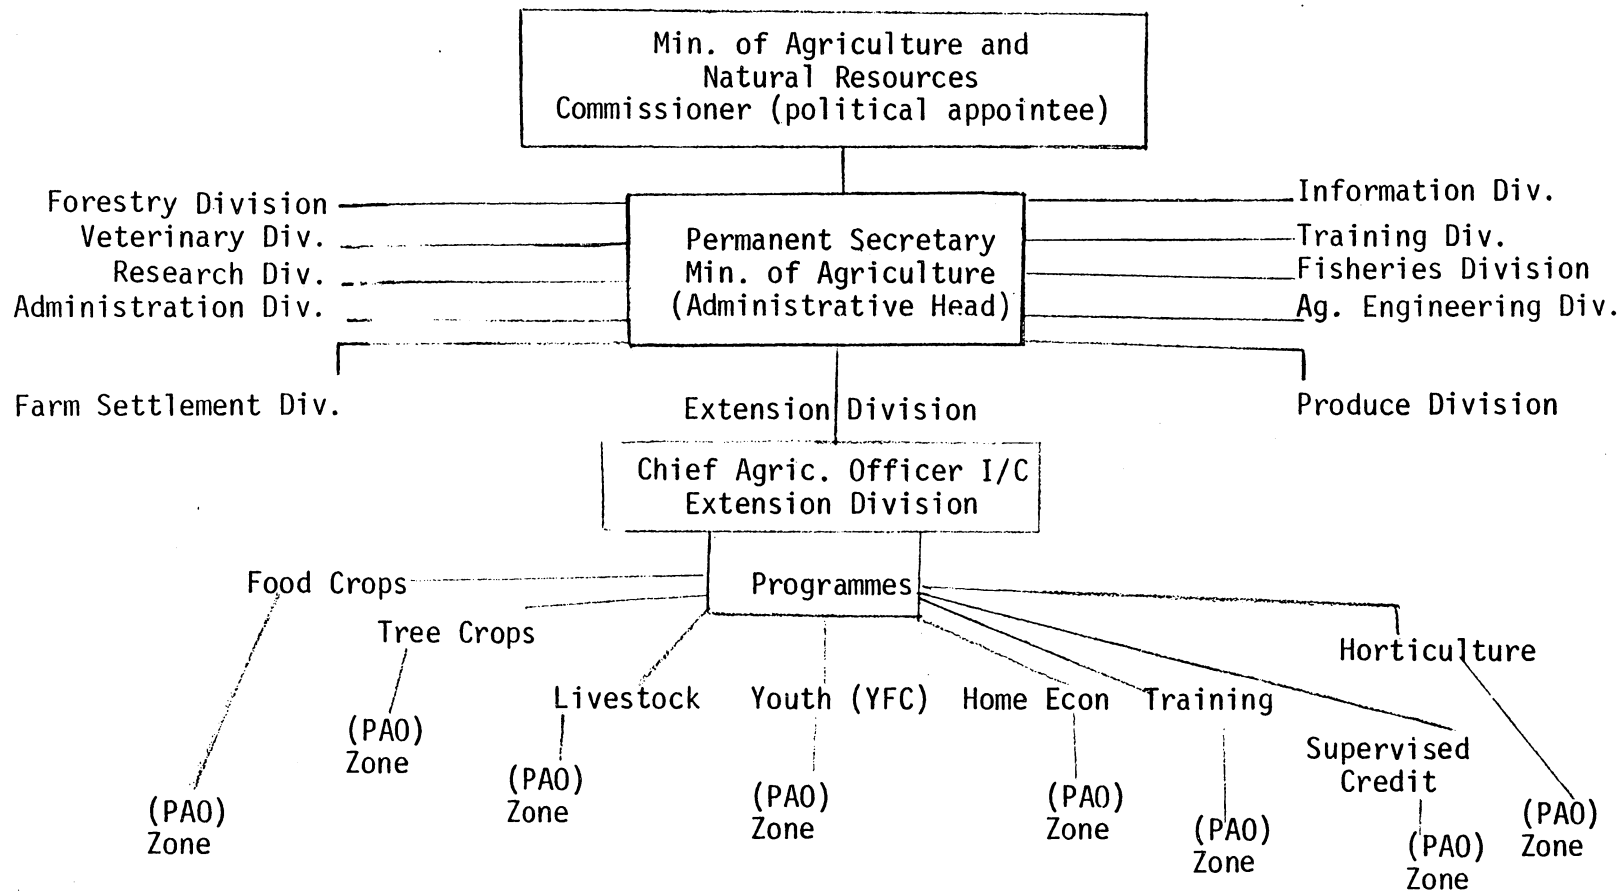 Min. of Agriculture and
Natural Resources
Commissioner (political appointee)
Forestry Division
Veterinary Div.
Research Div.
Administration Div.
Farm Settlement Div.
Permanent Secretary
Min. of Agriculture
(Administrative Head)
Information Div.
Training Div.
Fisheries Division
Ag. Engineering Div.
Produce Division
Extension Division
Chief Agric. Officer I/C
Extension Division
Programmes
Food Crops
Tree Crops
Livestock
Youth (YFC)
Home Econ
Training
Supervised
Credit
Horticulture
(PAO)
Zone
(PAO)
Zone
(PAO)
Zone
(PAO)
Zone
(PAO)
Zone
(PAO)
Zone
(PAO)
Zone
(PAO)
Zone